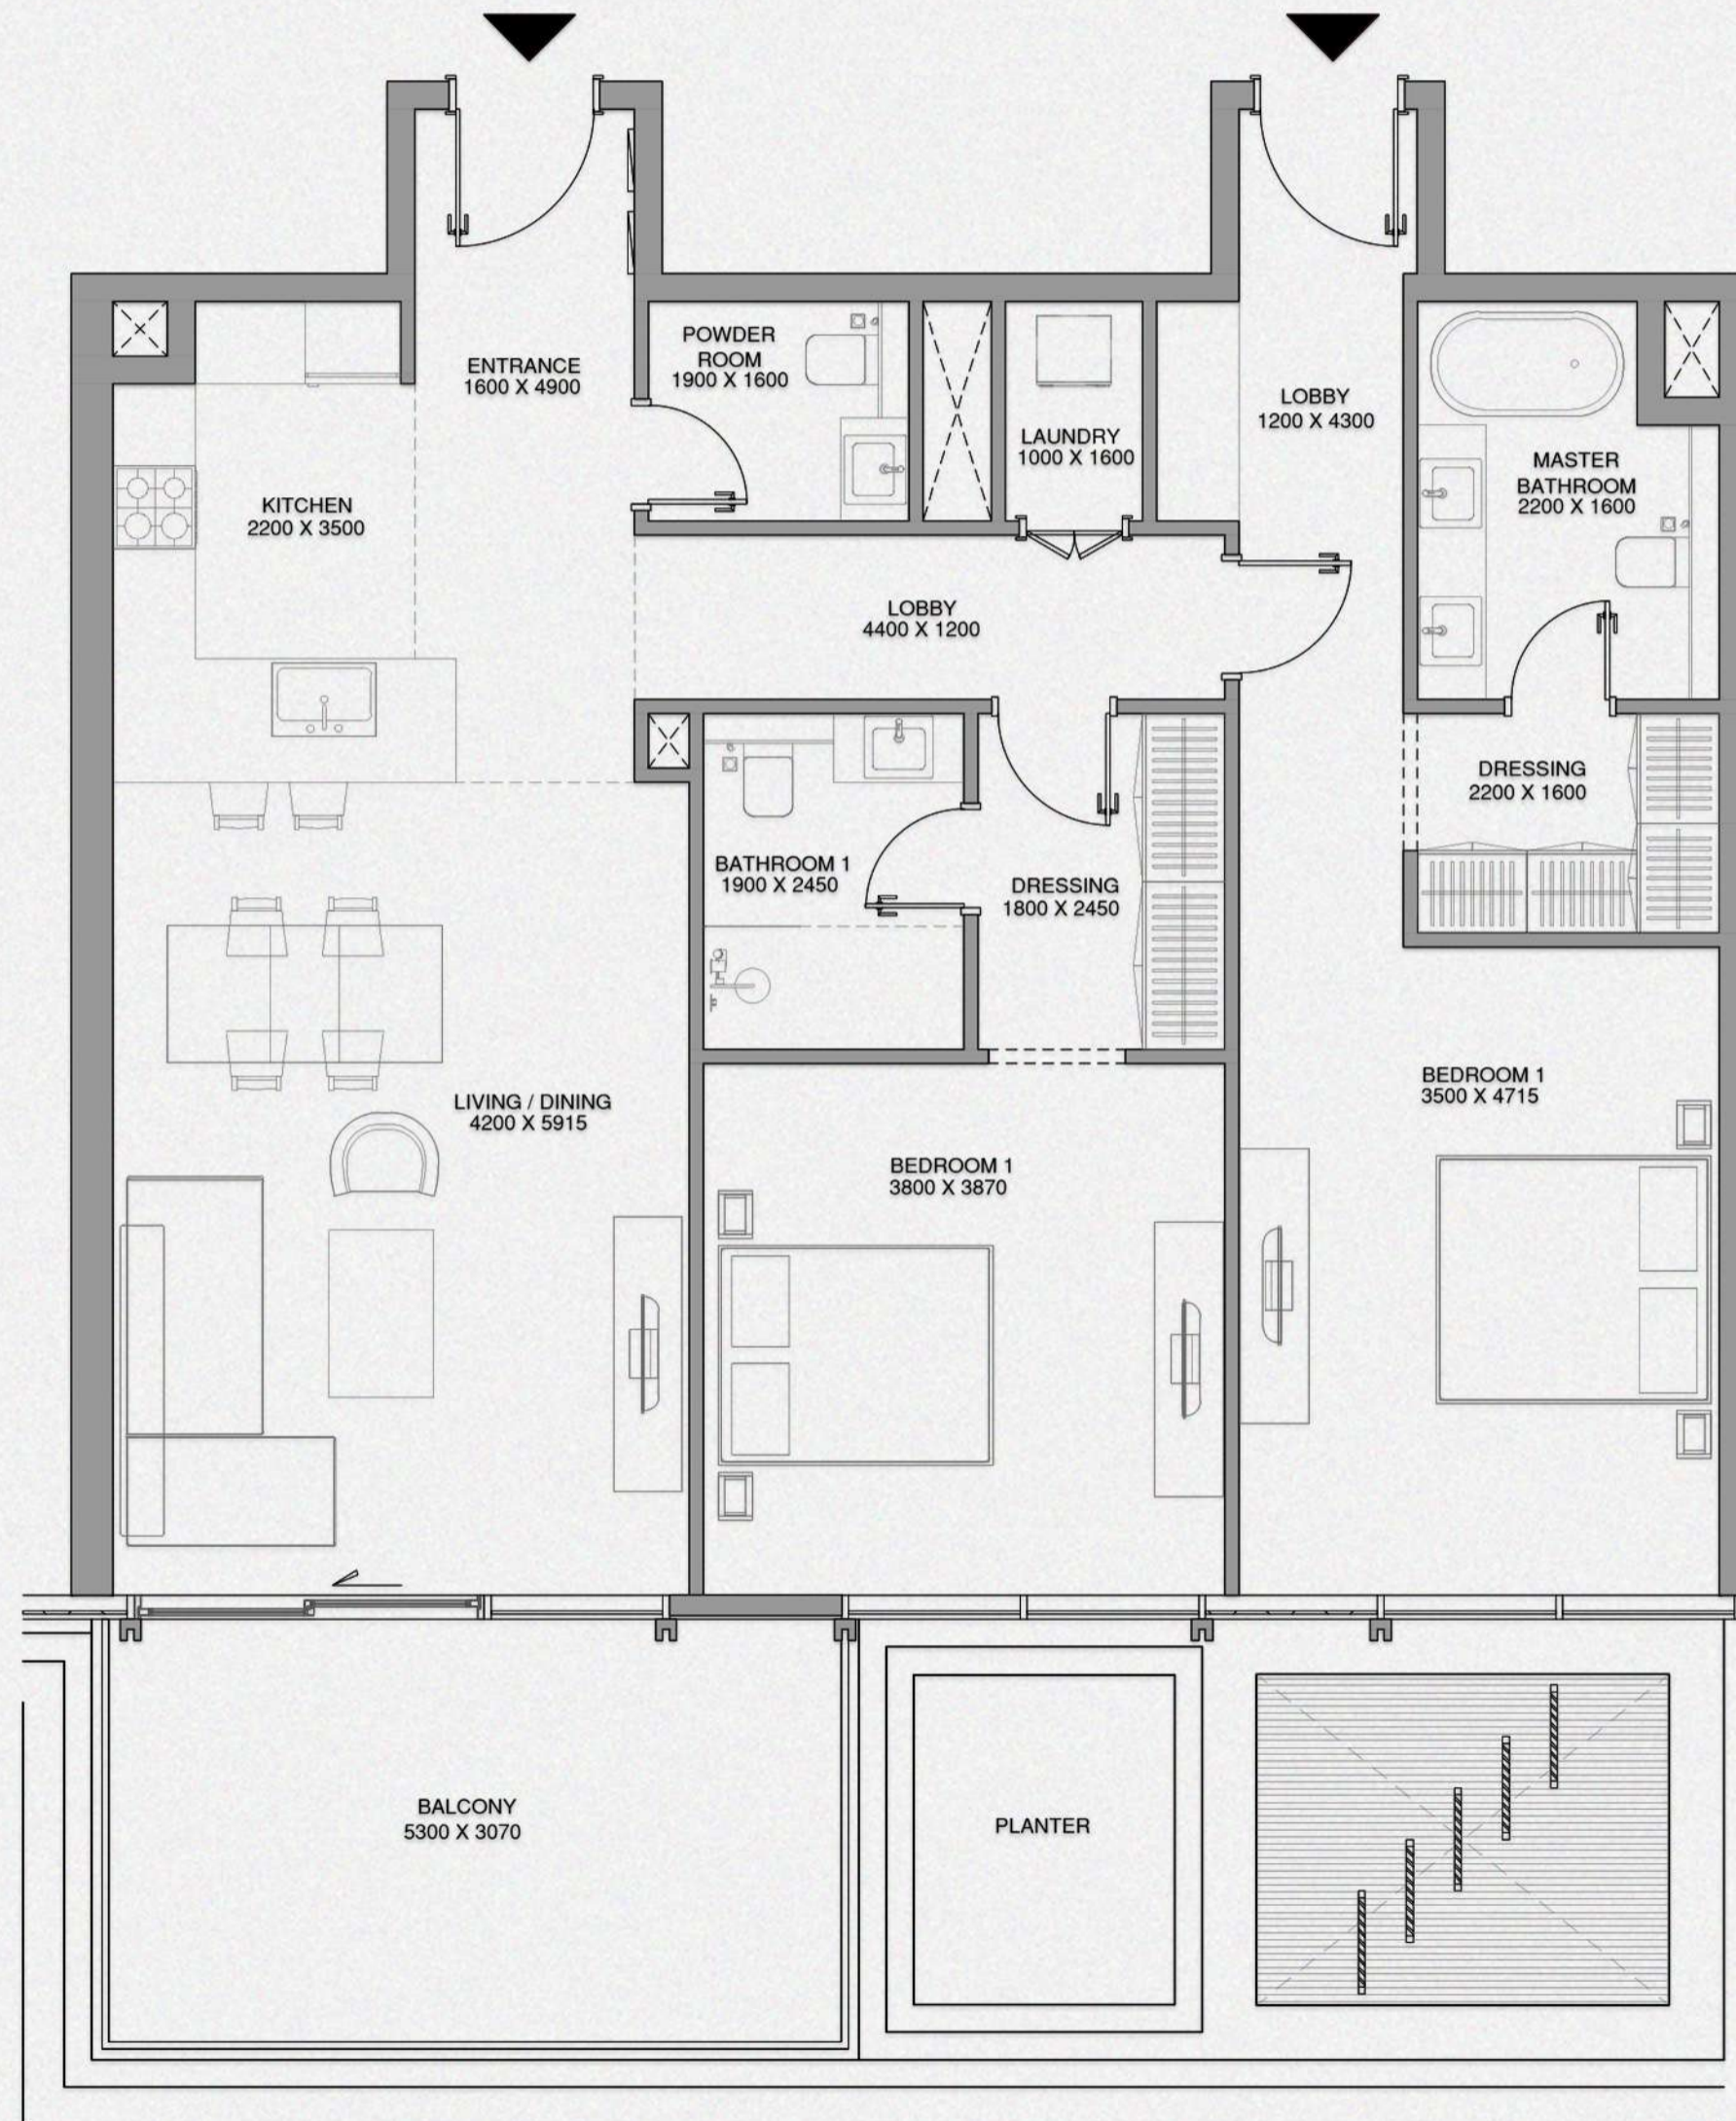 POWDER
ROOM
1900 X 1600
ENTRANCE
1600 X 4900
LOBBY
1200 X 4300
LAUNDRY
1000 X 1600
MASTER
BATHROOM
2200 X 1600
KITCHEN
2200 X 3500
LOBBY
4400 X 1200
DRESSING
2200 X 1600
BATHROOM 1
1900 X 2450
DRESSING
1800 X 2450
LIVING / DINING
4200 X 5915
BEDROOM 1
3500 X 4715
BEDROOM 1
3800 X 3870
BALCONY
5300 X 3070
PLANTER